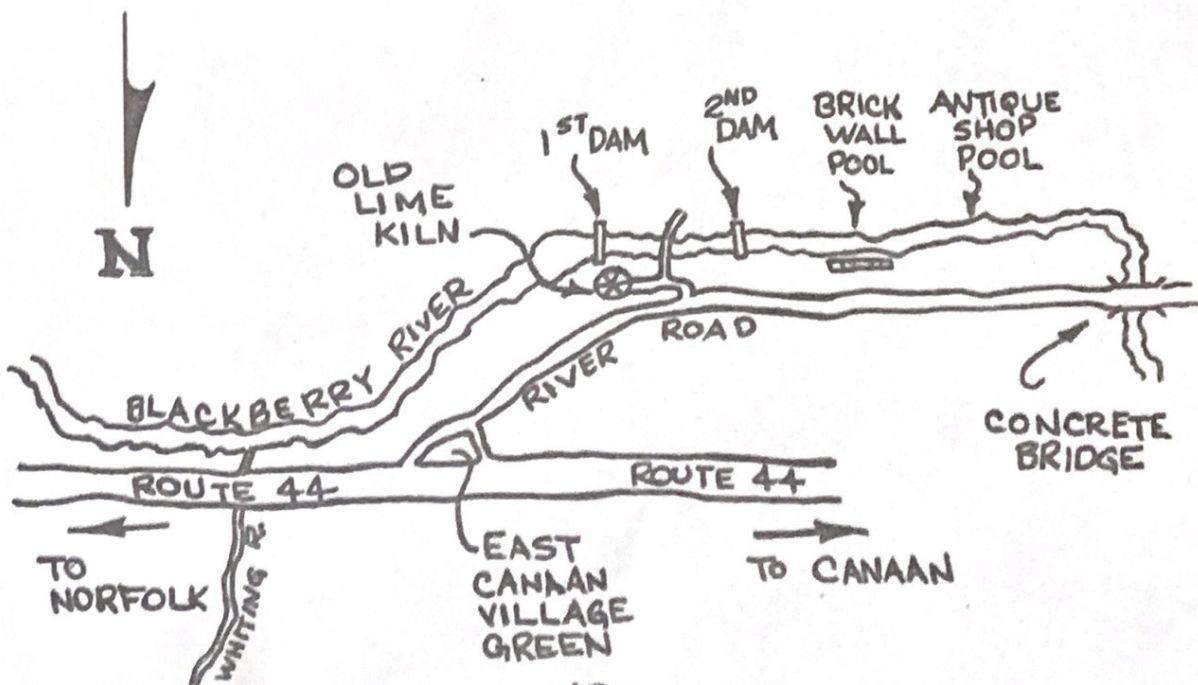 N
OLD
LIME
KILN
1ST DAM
2ND
DAM
BRICK
WALL
POOL
ANTIQUE
SHOP
POOL
BLACKBERRY RIVER
RIVER ROAD
CONCRETE
BRIDGE
ROUTE 44
ROUTE 44
TO
NORFOLK
WHITING R.
EAST
CANAAN
VILLAGE
GREEN
TO CANAAN